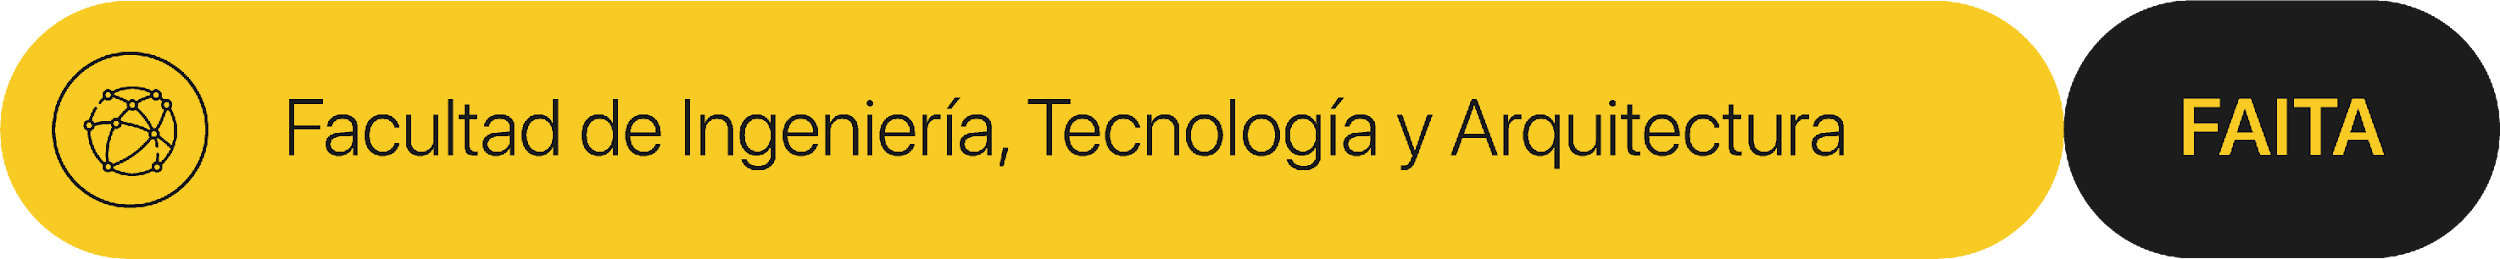 Facultad de Ingeniería, Tecnología y Arquitectura
FAITA